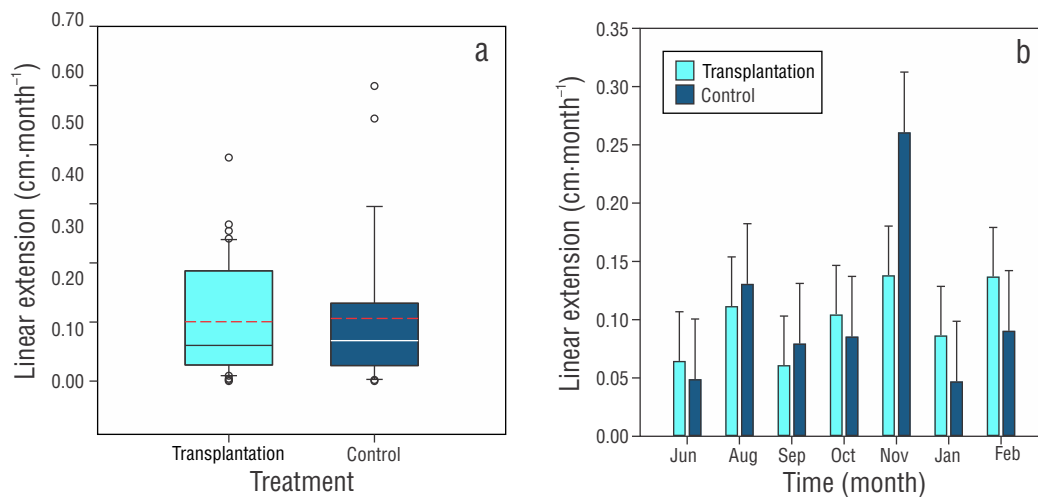 a
0.70
0.60
0.50
0.40
0.30
0.20
0.10
0.00
Linear extension (cm·month⁻¹)
Transplantation
Control
Treatment
b
Transplantation
Control
0.35
0.30
0.25
0.20
0.15
0.10
0.05
0.00
Linear extension (cm·month⁻¹)
Jun Aug Sep Oct Nov Jan Feb
Time (month)